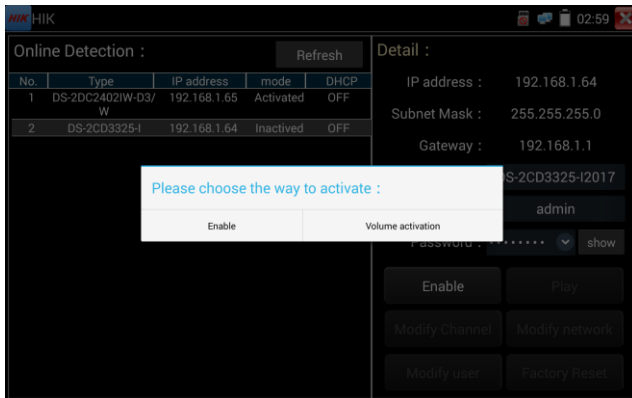 HIK HIK 02:59
Online Detection : Refresh
No. Type IP address mode DHCP
1 DS-2DC2402IW-D3/ 192.168.1.65 Activated OFF
W
2 DS-2CD3325-I 192.168.1.64 Inactived OFF
Detail :
IP address : 192.168.1.64
Subnet Mask : 255.255.255.0
Gateway : 192.168.1.1
S-2CD3325-I2017
admin
Password : show
Please choose the way to activate :
Enable Volume activation
Enable Play
Modify Channel Modify network
Modify user Factory Reset